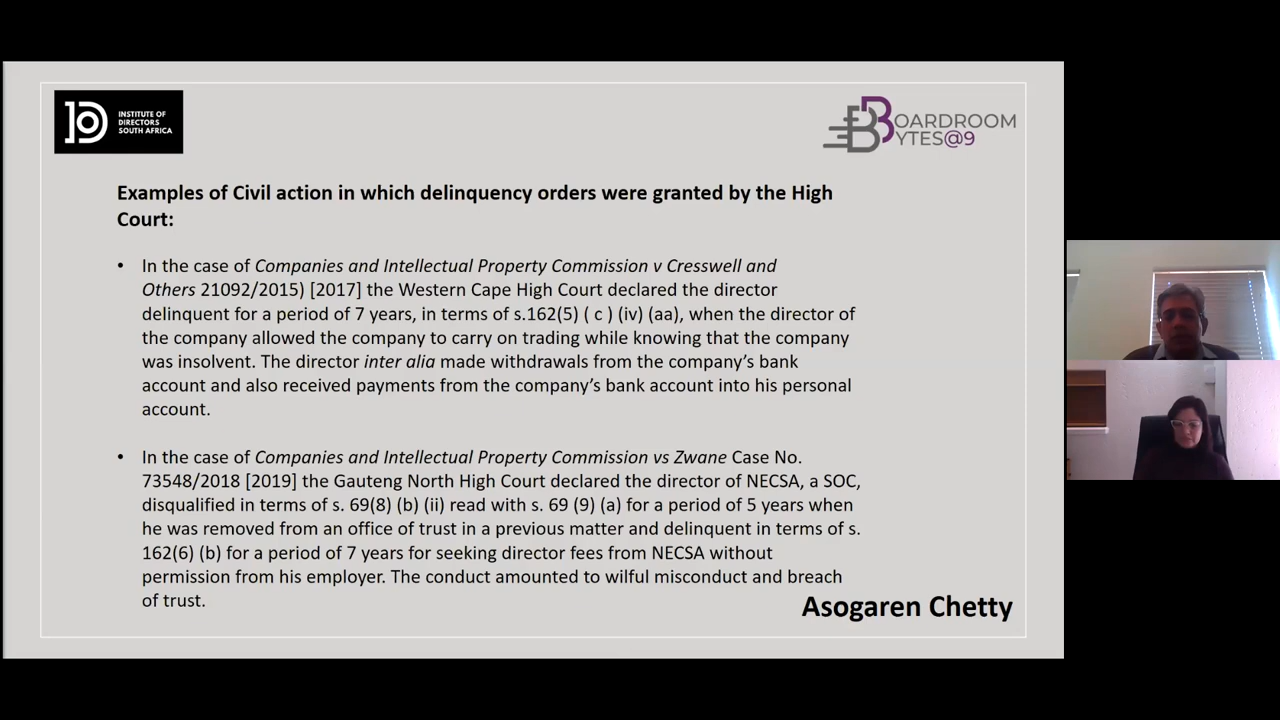 INSTITUTE OF
DIRECTORS
SOUTH AFRICA
BOARDROOM
BYTES@9
Examples of Civil action in which delinquency orders were granted by the High
Court:
• In the case of Companies and Intellectual Property Commission v Cresswell and
Others 21092/2015) [2017] the Western Cape High Court declared the director
delinquent for a period of 7 years, in terms of s.162(5) ( c ) (iv) (aa), when the director of
the company allowed the company to carry on trading while knowing that the company
was insolvent. The director inter alia made withdrawals from the company's bank
account and also received payments from the company's bank account into his personal
account.
• In the case of Companies and Intellectual Property Commission vs Zwane Case No.
73548/2018 [2019] the Gauteng North High Court declared the director of NECSA, a SOC,
disqualified in terms of s. 69(8) (b) (ii) read with s. 69 (9) (a) for a period of 5 years when
he was removed from an office of trust in a previous matter and delinquent in terms of s.
162(6) (b) for a period of 7 years for seeking director fees from NECSA without
permission from his employer. The conduct amounted to wilful misconduct and breach
of trust.
Asogaren Chetty